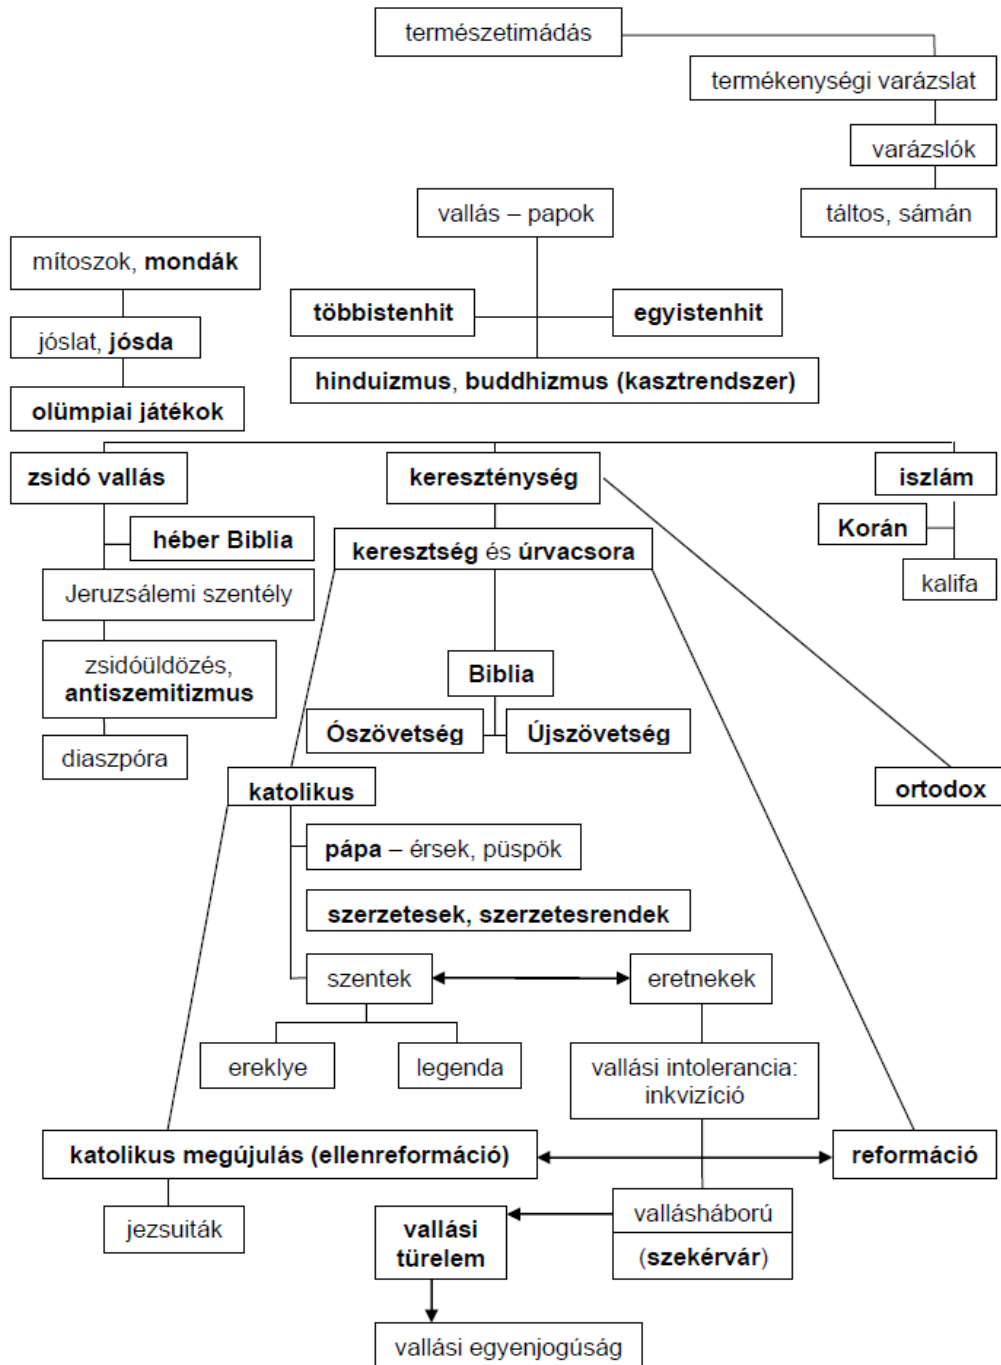 természetimádás
termékenységi varázslat
varázslók
táltos, sámán
vallás – papok
mítoszok, mondák
többistenhit
egyistenhit
jóslat, jósda
hinduizmus, buddhizmus (kasztrendszer)
olümpiai játékok
zsidó vallás
kereszténység
iszlám
héber Biblia
keresztség és úrvacsora
Korán
kalifa
Jeruzsálemi szentély
zsidóüldözés,
antiszemitizmus
Biblia
Ószövetség
Újszövetség
diaszpóra
katolikus
ortodox
pápa – érsek, püspök
szerzetesek, szerzetesrendek
szentek
eretnekek
ereklye
legenda
vallási intolerancia:
inkvizíció
katolikus megújulás (ellenreformáció)
reformáció
jezsuiták
vallási
türelem
vallásháború
(szekérvár)
vallási egyenjogúság